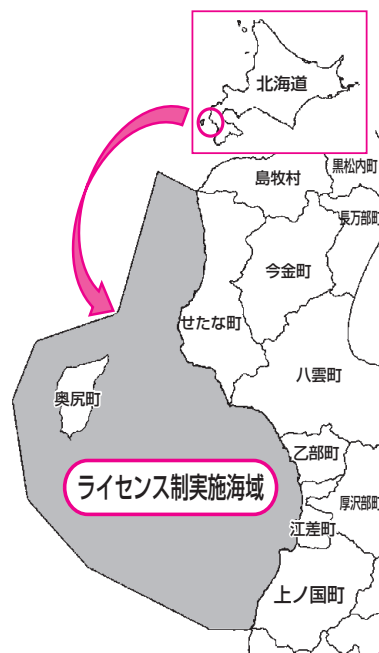 北海道
島牧村
黒松内町
長万部町
今金町
せたな町
八雲町
奥尻町
乙部町
ライセンス制実施海域
厚沢部町
江差町
上ノ国町